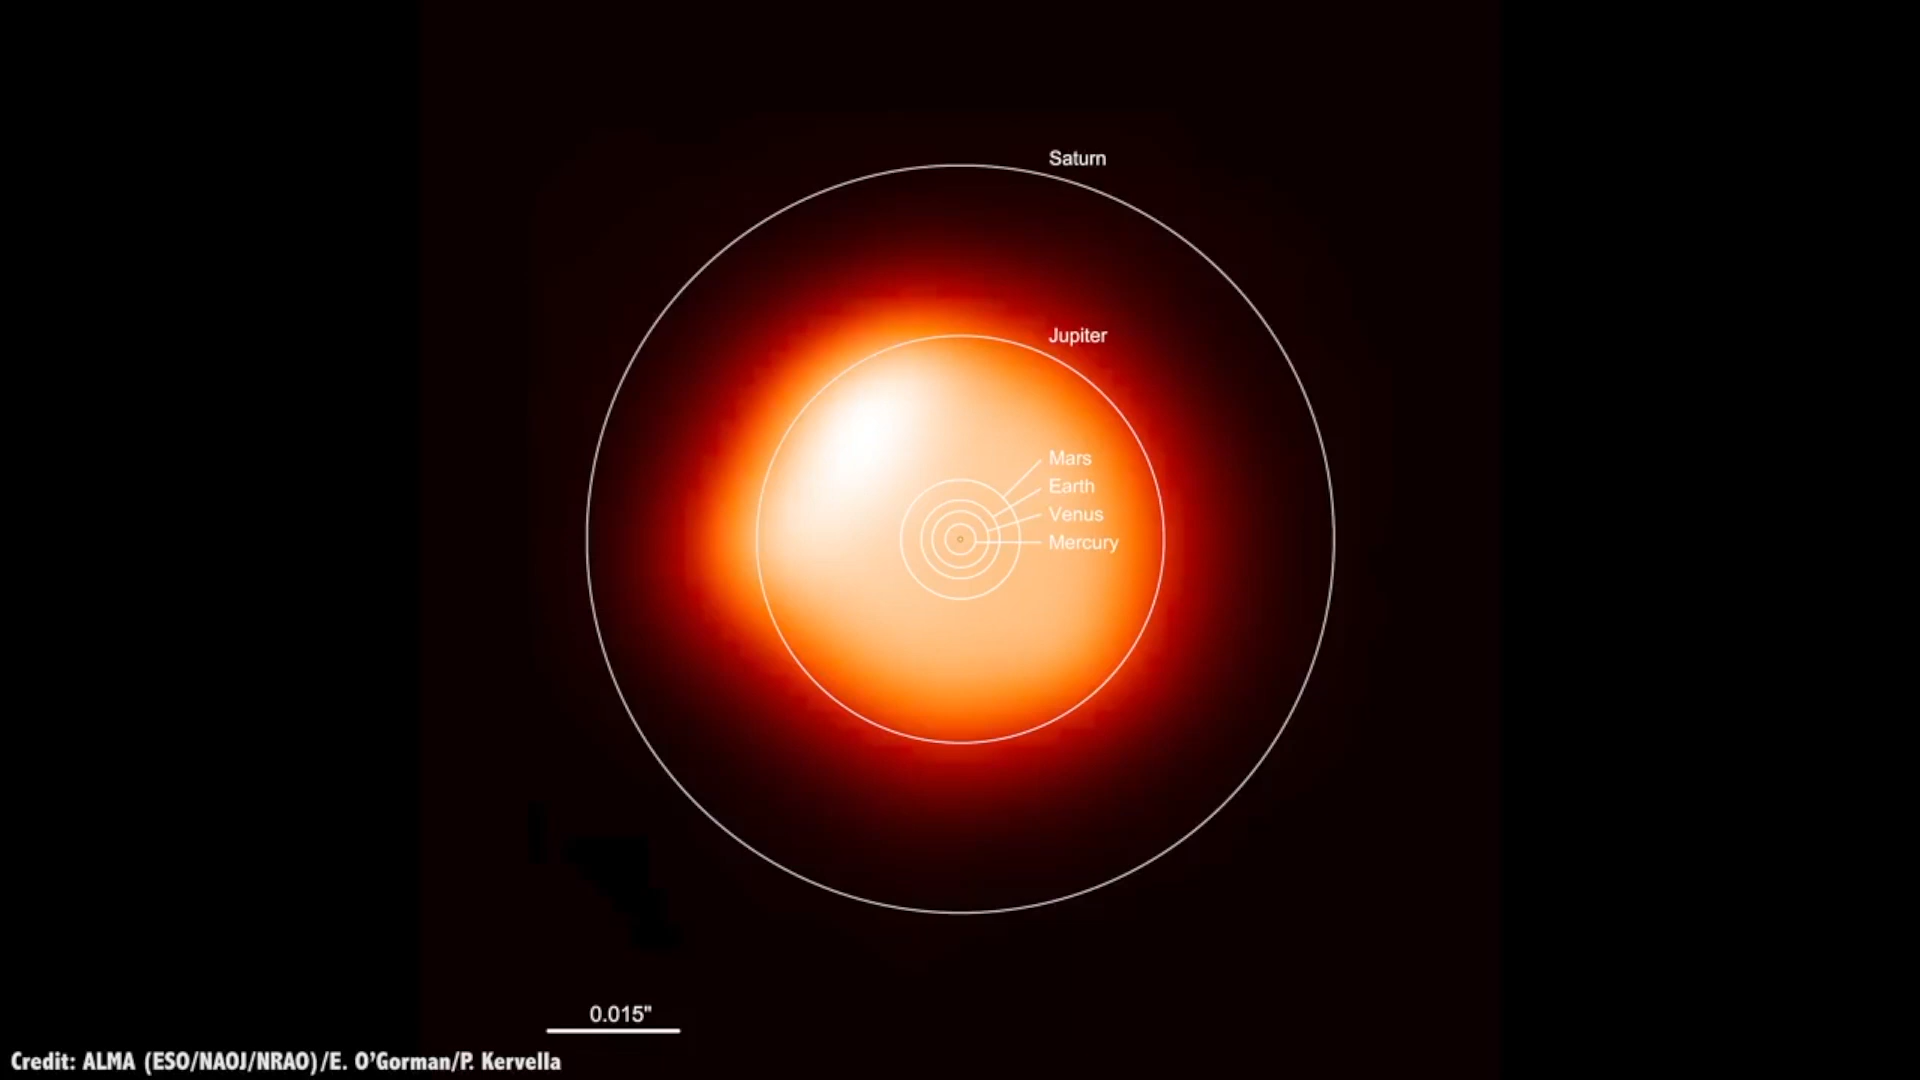 Saturn
Jupiter
Mars
Earth
Venus
Mercury
0.015"
Credit: ALMA (ESO/NAOJ/NRAO)/E. O'Gorman/P. Kervella